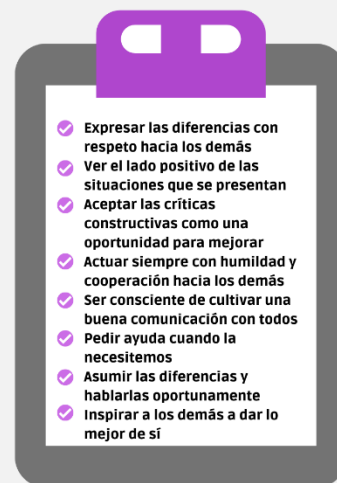 Expresar las diferencias con
respeto hacia los demás
Ver el lado positivo de las
situaciones que se presentan
Aceptar las críticas
constructivas como una
oportunidad para mejorar
Actuar siempre con humildad y
cooperación hacia los demás
Ser consciente de cultivar una
buena comunicación con todos
Pedir ayuda cuando la
necesitemos
Asumir las diferencias y
hablarlas oportunamente
Inspirar a los demás a dar lo
mejor de sí